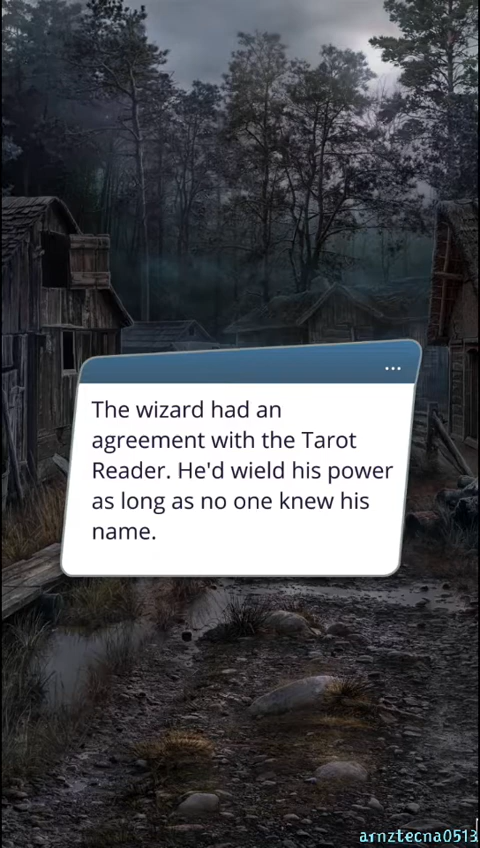 ...
The wizard had an
agreement with the Tarot
Reader. He'd wield his power
as long as no one knew his
name.
arnztecna0513